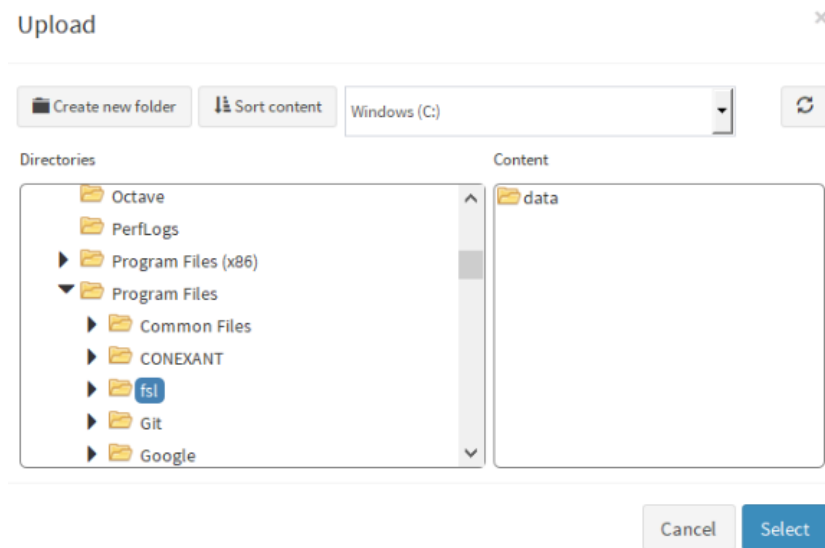 Upload
×
Create new folder
Sort content
Windows (C:)
Directories
Content
Octave
PerfLogs
Program Files (x86)
Program Files
Common Files
CONEXANT
fsl
Git
Google
data
Cancel
Select